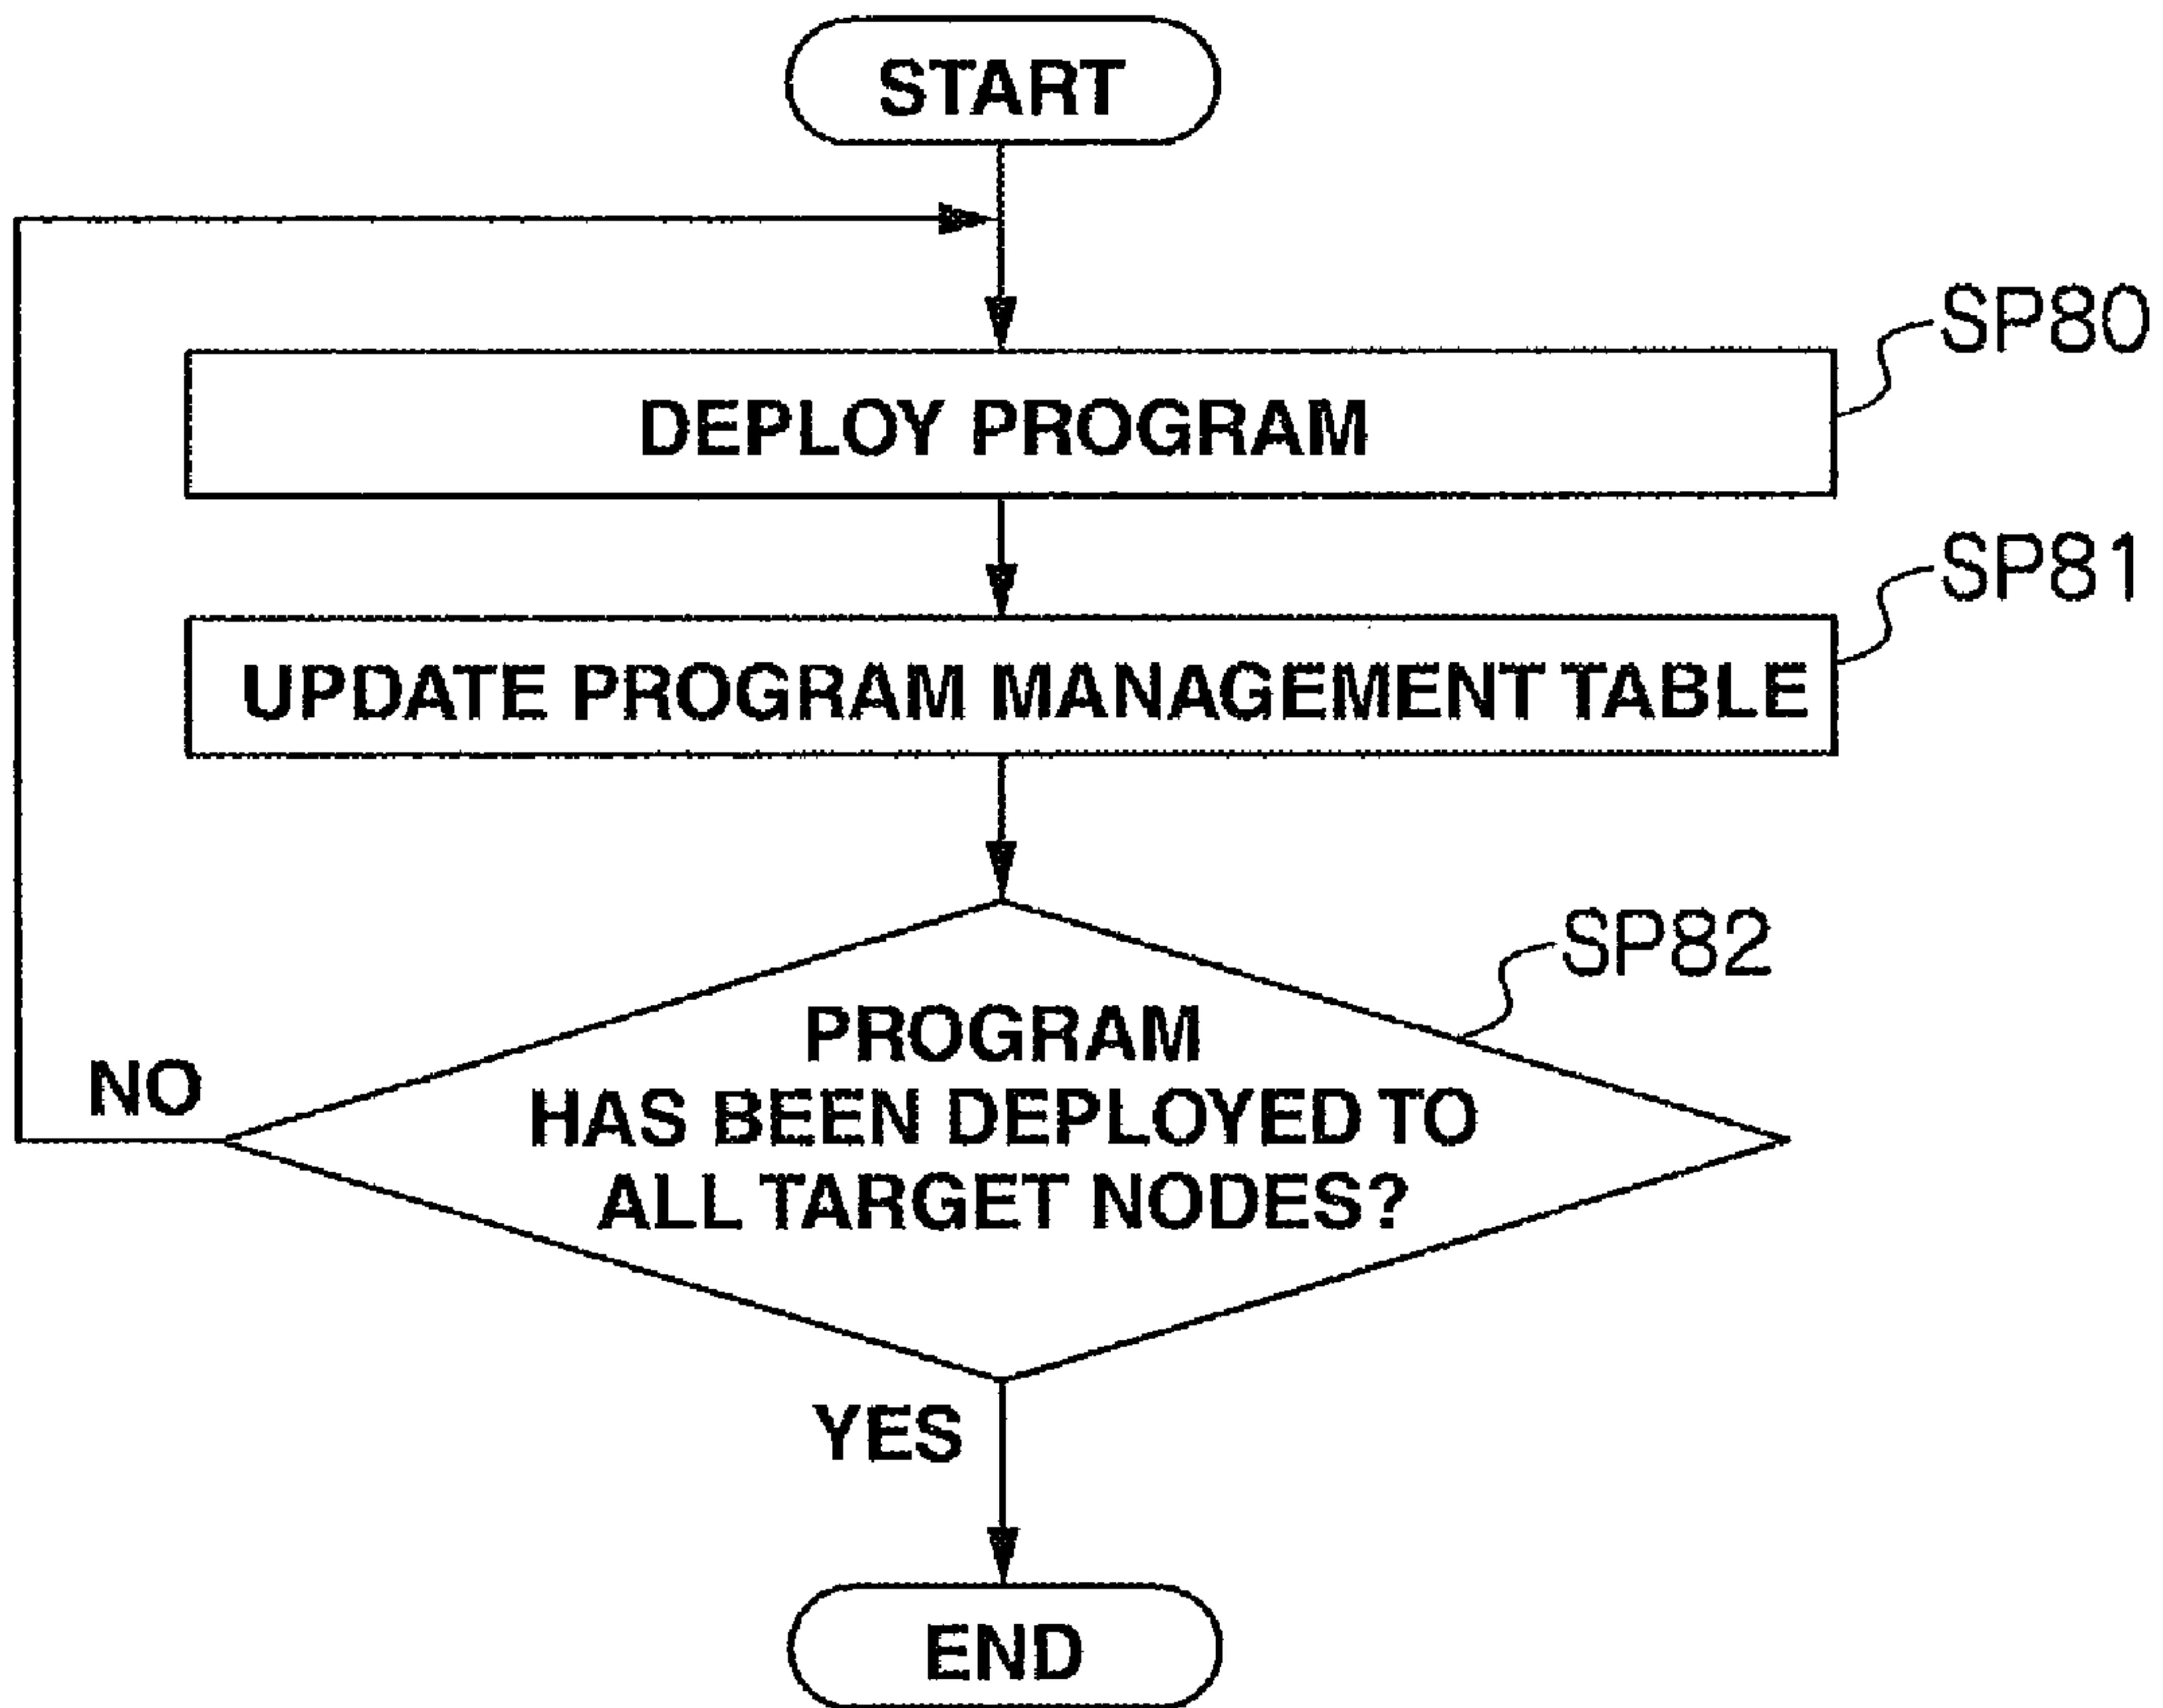 START
SP80
DEPLOY PROGRAM
SP81
UPDATE PROGRAM MANAGEMENT TABLE
SP82
PROGRAM
HAS BEEN DEPLOYED TO
ALL TARGET NODES?
NO
YES
END